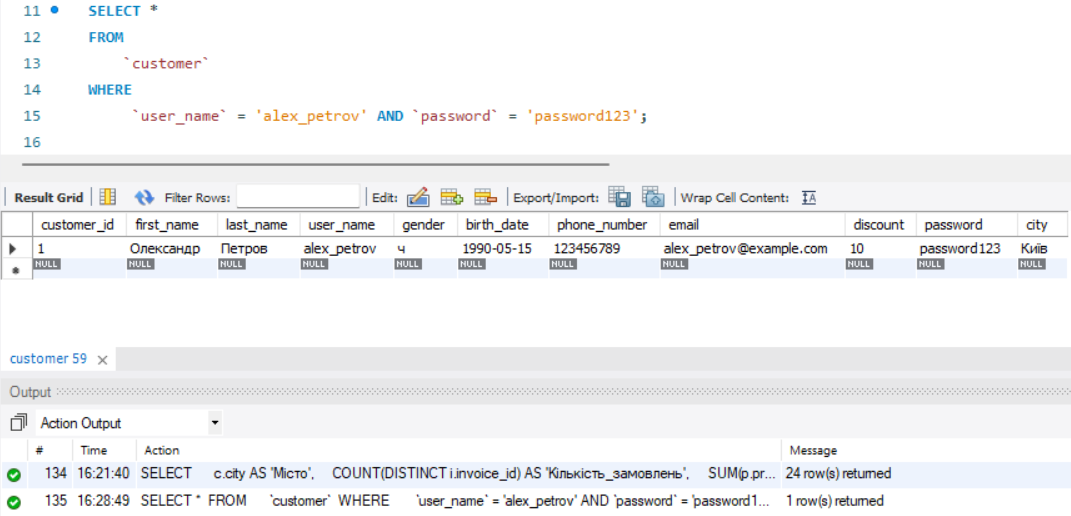 11 SELECT *
12 FROM
13 `customer`
14 WHERE
15 `user_name` = 'alex_petrov' AND `password` = 'password123';
16
Result Grid Filter Rows: Edit: Export/Import: Wrap Cell Content: IA
customer_id first_name last_name user_name gender birth_date phone_number email discount password city
1 Олександр Петров alex_petrov ч 1990-05-15 123456789 alex_petrov@example.com 10 password123 Київ
NULL NULL NULL NULL NULL NULL NULL NULL NULL NULL NULL
customer 59
Output
Action Output
# Time Action Message
134 16:21:40 SELECT c.city AS 'Місто', COUNT(DISTINCT i.invoice_id) AS 'Кількість_замовлень', SUM(p.pr... 24 row(s) returned
135 16:28:49 SELECT * FROM `customer` WHERE `user_name` = 'alex_petrov' AND `password` = 'password1... 1 row(s) returned